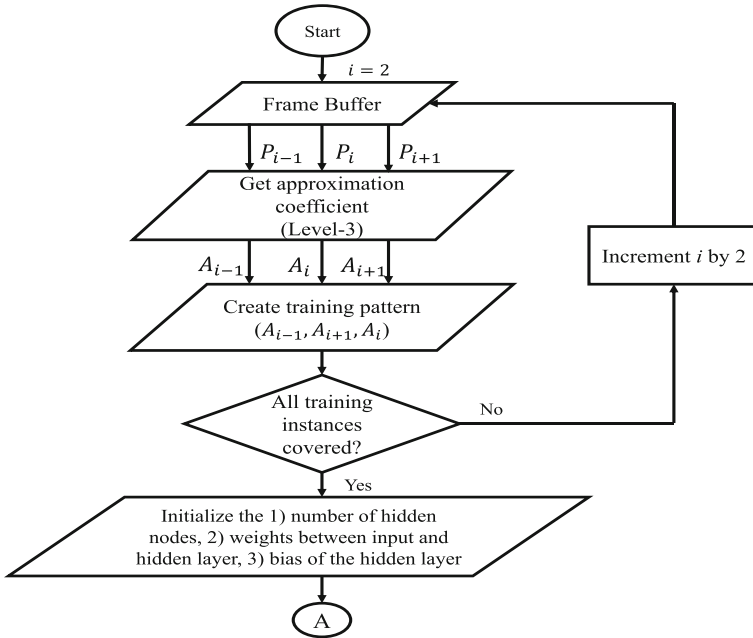 Start
i = 2
Frame Buffer
P_{i−1} P_i P_{i+1}
Get approximation
coefficient
(Level-3)
A_{i−1} A_i A_{i+1}
Increment i by 2
Create training pattern
(A_{i−1}, A_{i+1}, A_i)
All training
instances
covered?
No
Yes
Initialize the 1) number of hidden
nodes, 2) weights between input and
hidden layer, 3) bias of the hidden layer
A